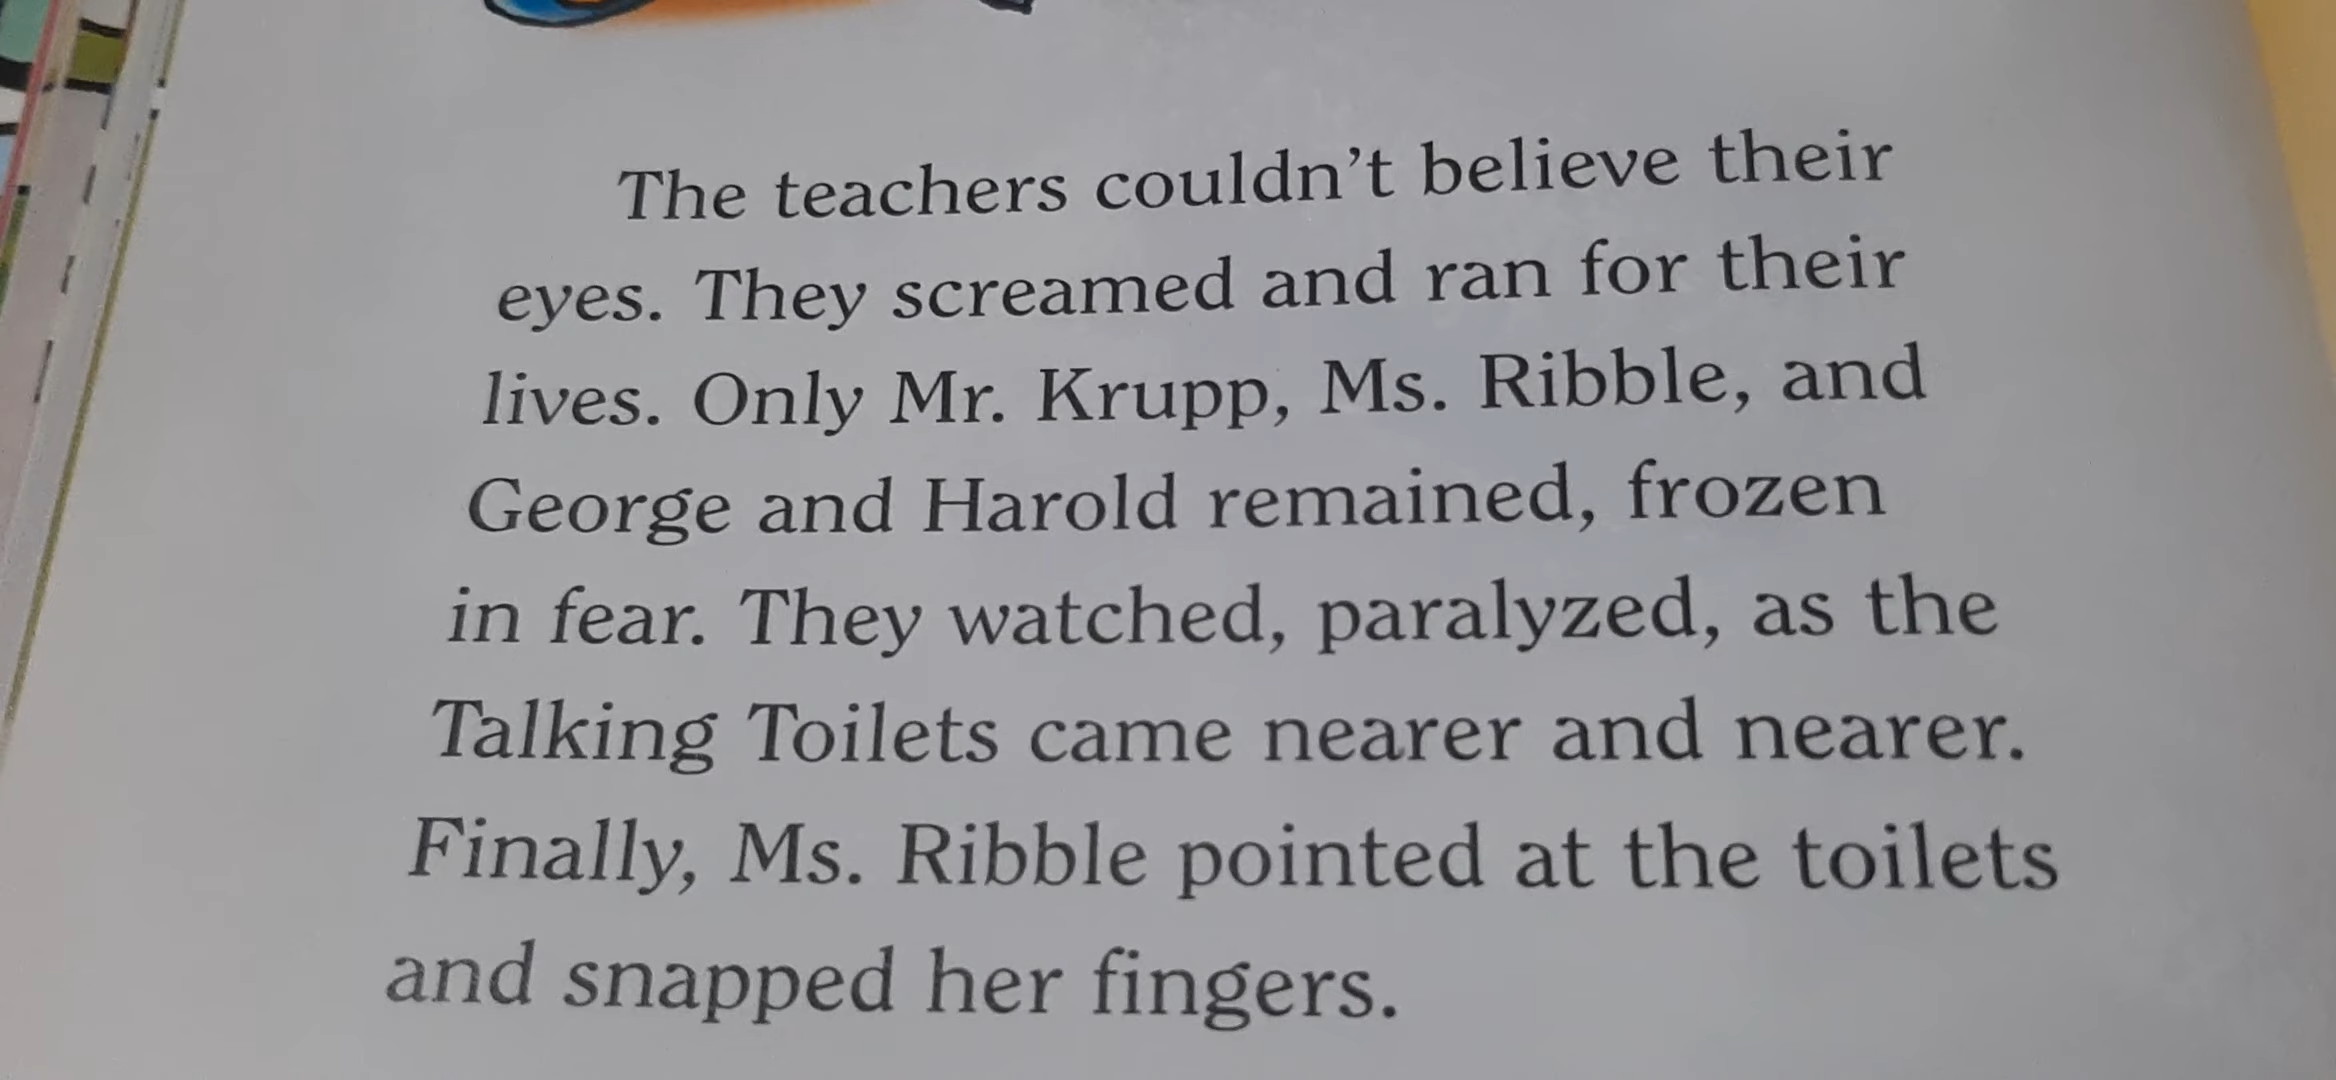 The teachers couldn't believe their
eyes. They screamed and ran for their
lives. Only Mr. Krupp, Ms. Ribble, and
George and Harold remained, frozen
in fear. They watched, paralyzed, as the
Talking Toilets came nearer and nearer.
Finally, Ms. Ribble pointed at the toilets
and snapped her fingers.